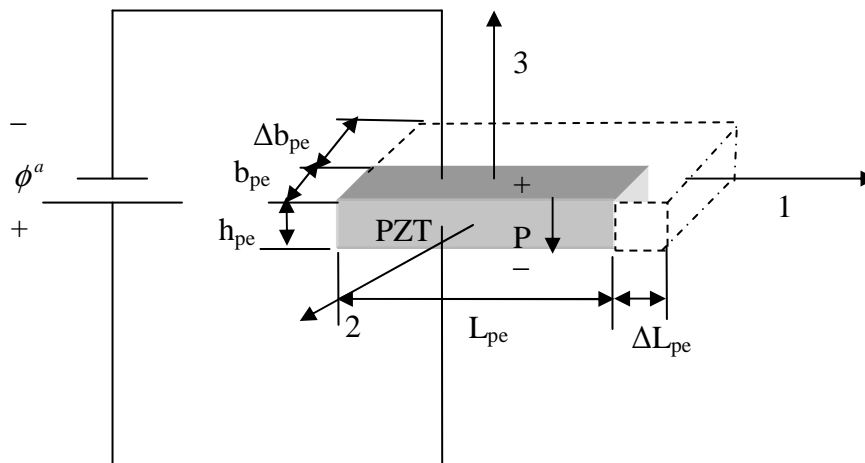 3
–
Δb_pe
ϕ^a
b_pe
+
1
+
h_pe
PZT
P
–
2
L_pe
ΔL_pe